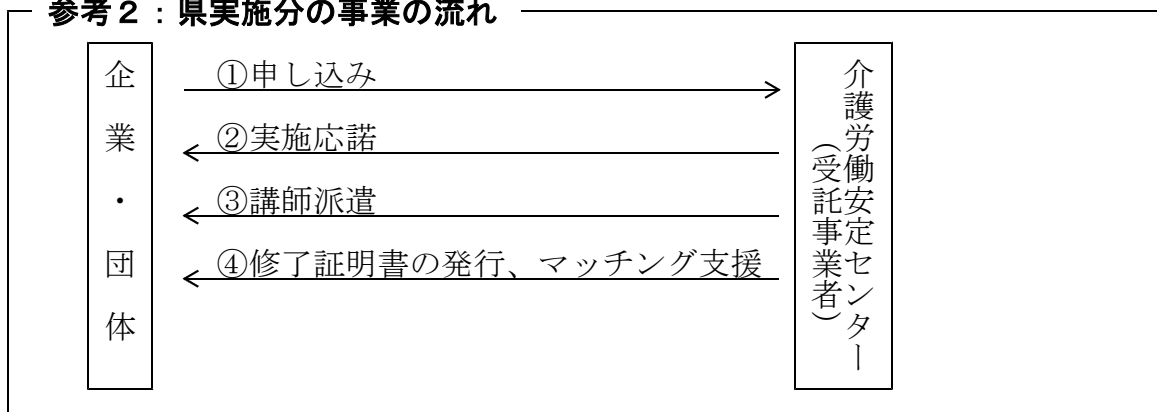 参考２：県実施分の事業の流れ
企業・団体
①申し込み
②実施応諾
③講師派遣
④修了証明書の発行、マッチング支援
介護労働安定センター
（受託事業者）